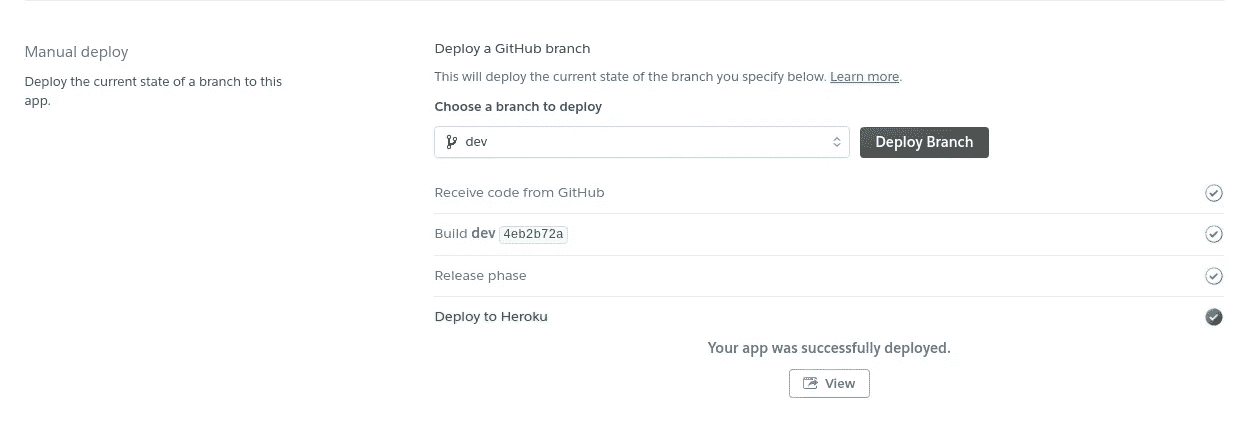 Manual deploy
Deploy the current state of a branch to this
app.
Deploy a GitHub branch
This will deploy the current state of the branch you specify below. Learn more.
Choose a branch to deploy
dev
Deploy Branch
Receive code from GitHub
Build dev 4eb2b72a
Release phase
Deploy to Heroku
Your app was successfully deployed.
View